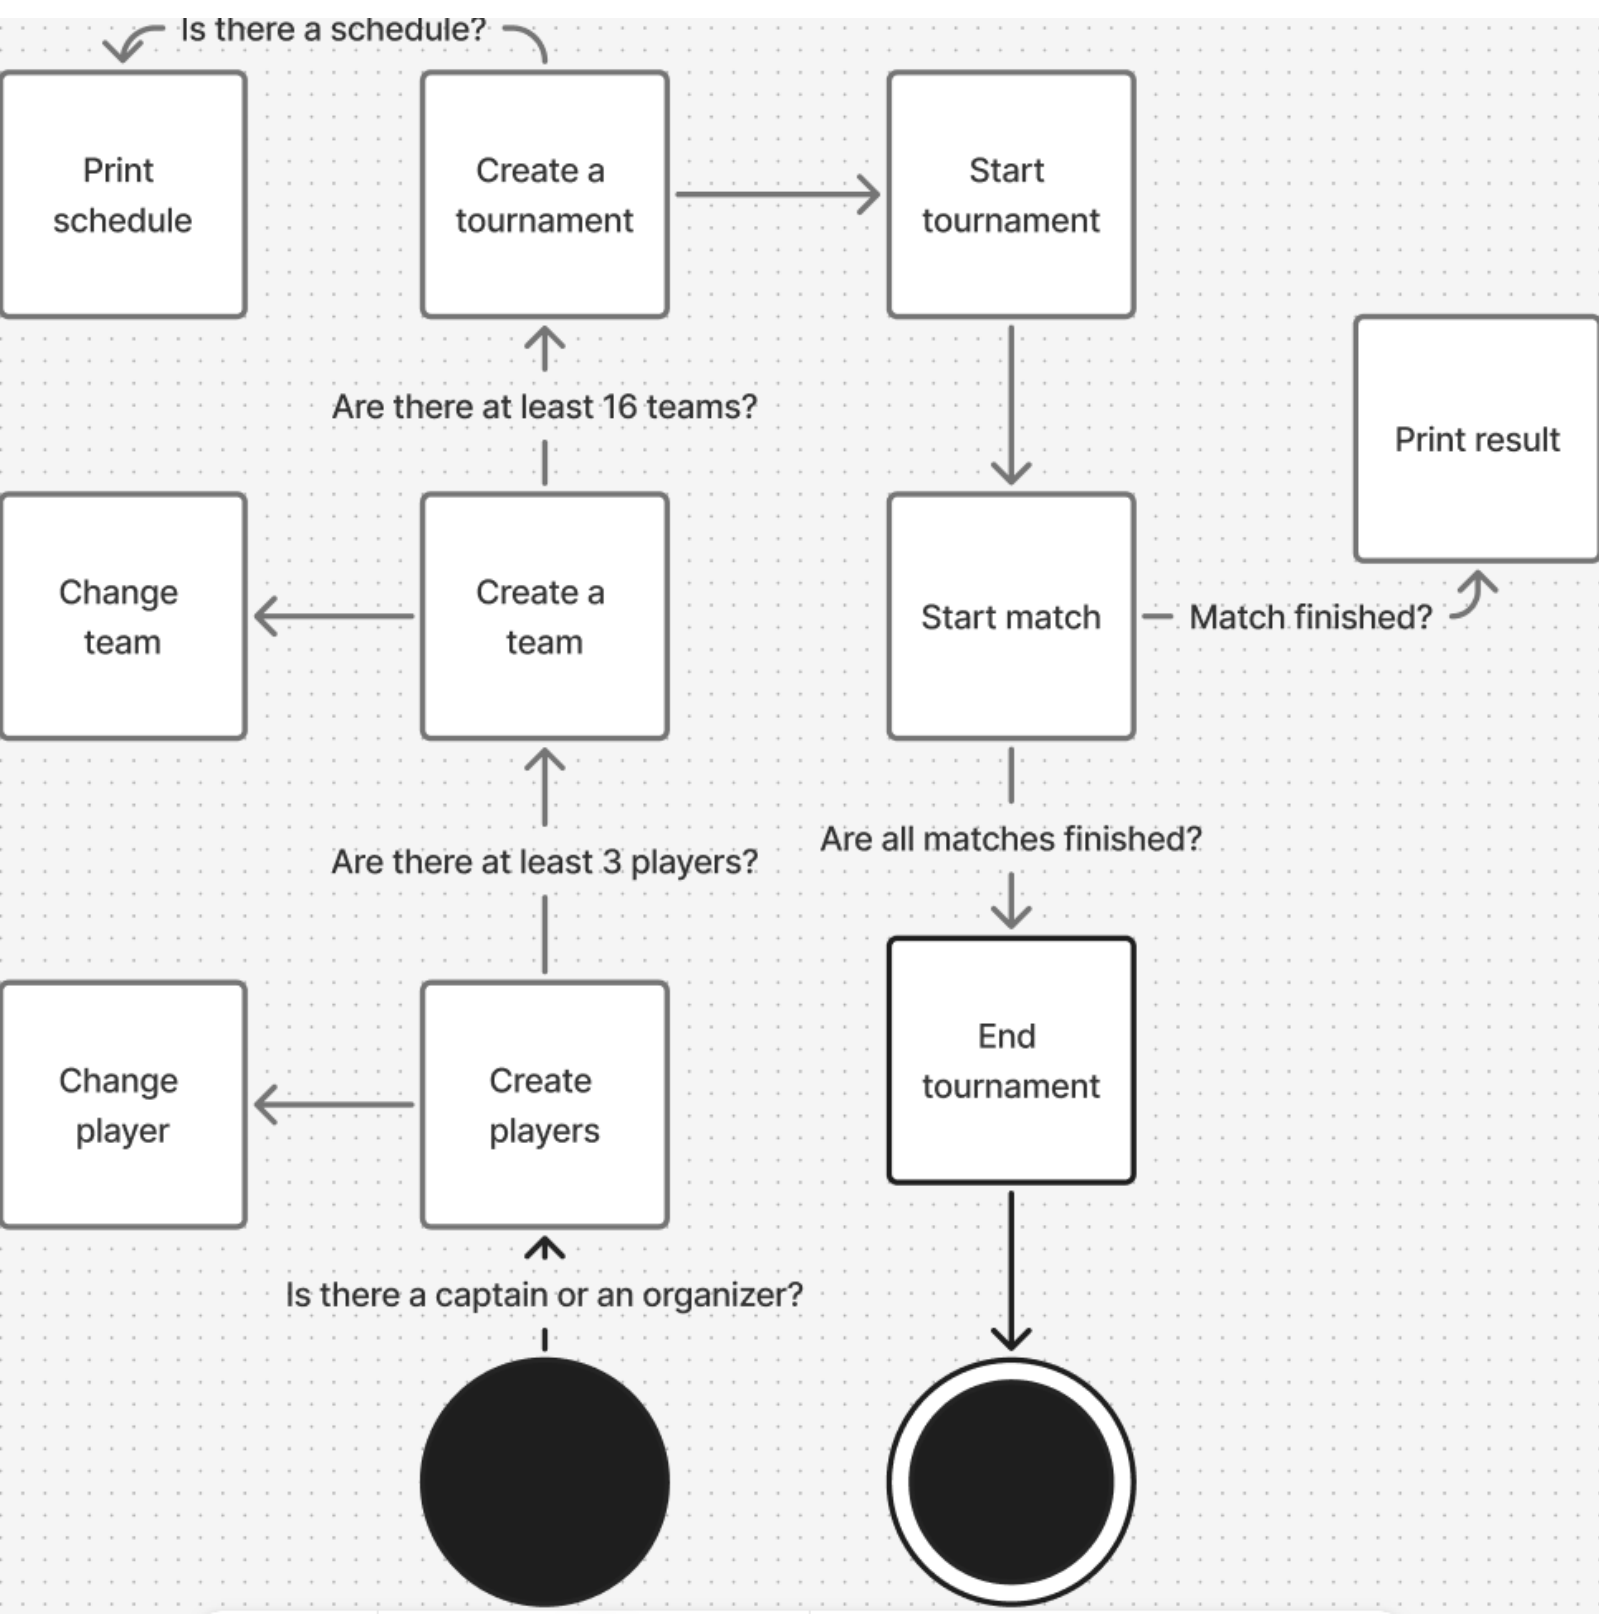 Is there a schedule?
Print
schedule
Create a
tournament
Start
tournament
Are there at least 16 teams?
Print result
Change
team
Create a
team
Start match
Match finished?
Are there at least 3 players?
Are all matches finished?
Change
player
Create
players
End
tournament
Is there a captain or an organizer?